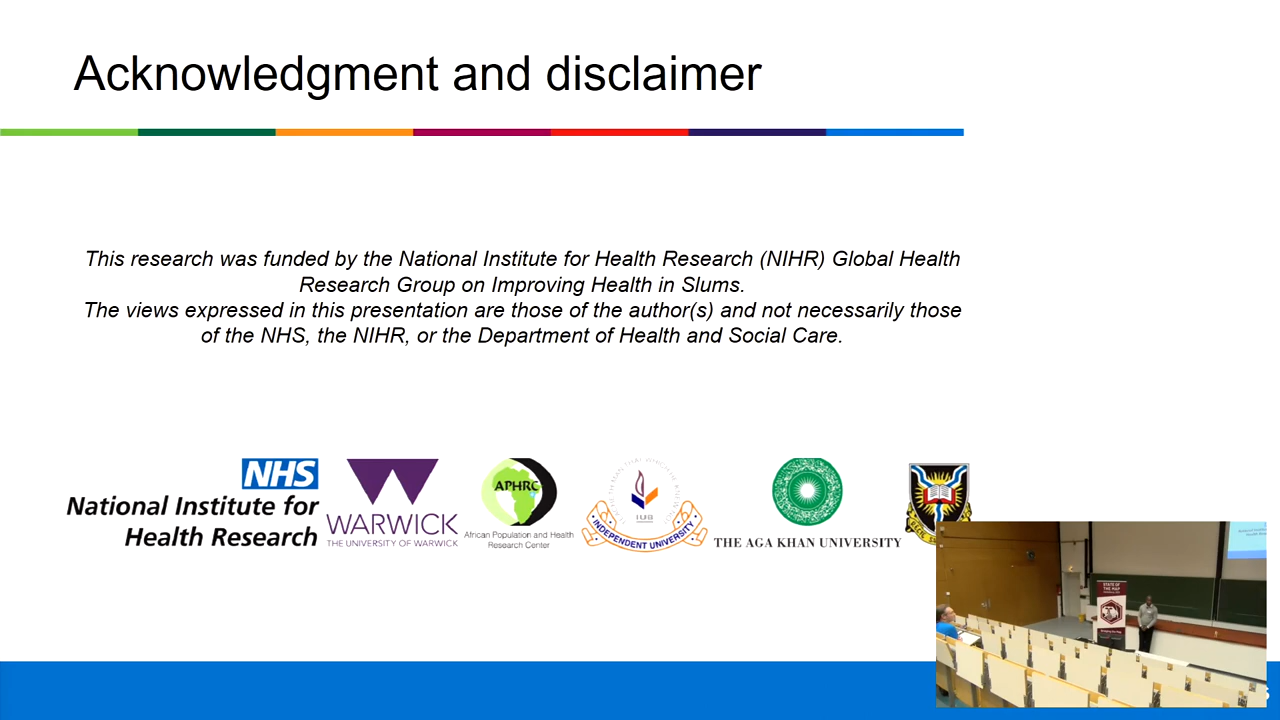 Acknowledgment and disclaimer
This research was funded by the National Institute for Health Research (NIHR) Global Health
Research Group on Improving Health in Slums.
The views expressed in this presentation are those of the author(s) and not necessarily those
of the NHS, the NIHR, or the Department of Health and Social Care.
NHS
National Institute for
Health Research
WARWICK
THE UNIVERSITY OF WARWICK
APHRC
African Population and Health
Research Center
IUB
INDEPENDENT UNIVERSITY
THE AGA KHAN UNIVERSITY
STATE OF
THE MAP